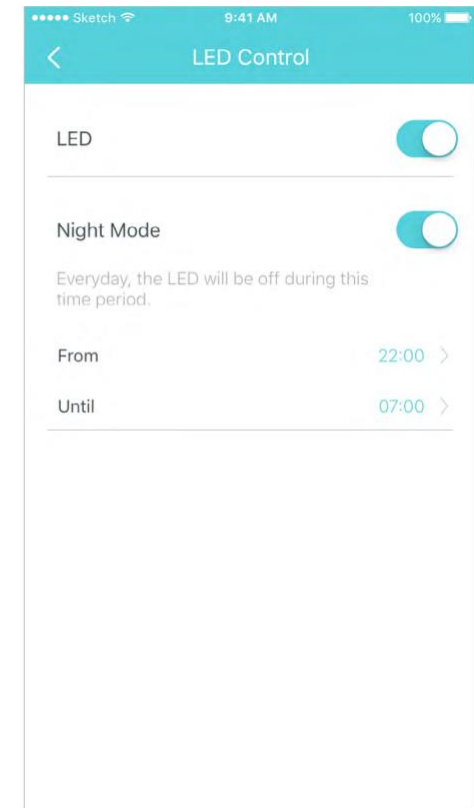 Sketch 9:41 AM 100%
LED Control
LED
Night Mode
Everyday, the LED will be off during this
time period.
From 22:00
Until 07:00